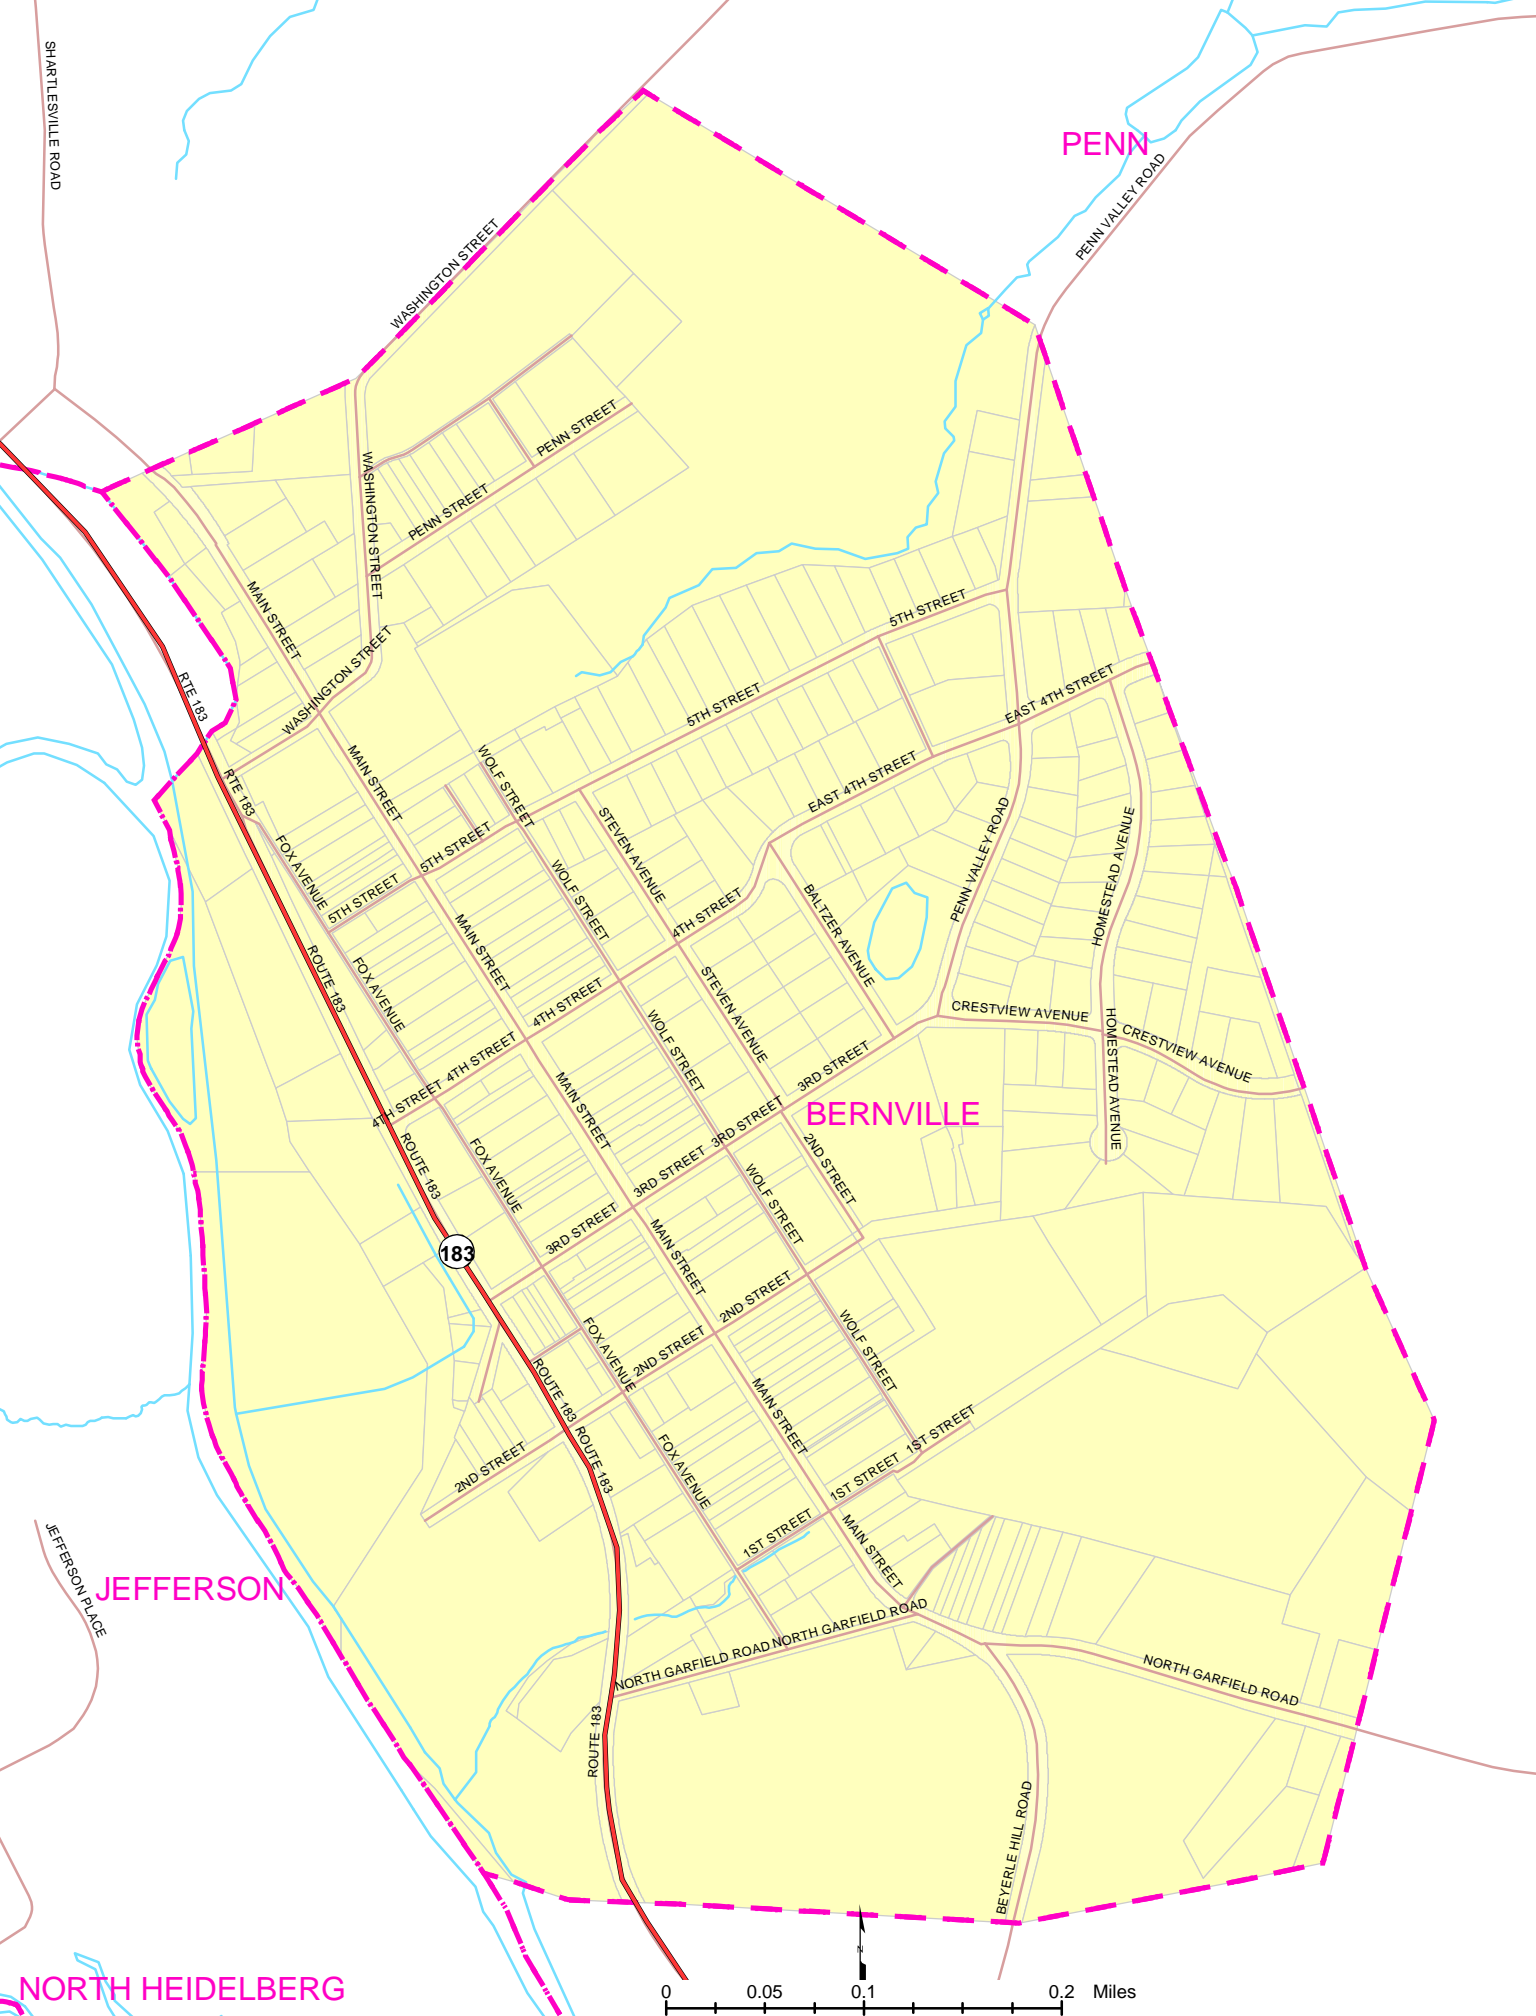 SHARTLESVILLE ROAD
PENN
PENN VALLEY ROAD
WASHINGTON STREET
PENN STREET
WASHINGTON STREET
PENN STREET
MAIN STREET
5TH STREET
WASHINGTON STREET
RTE 183
EAST 4TH STREET
5TH STREET
MAIN STREET
WOLF STREET
RTE 183
EAST 4TH STREET
STEVEN AVENUE
PENN VALLEY ROAD
HOMESTEAD AVENUE
5TH STREET
FOX AVENUE
5TH STREET
WOLF STREET
BALTZER AVENUE
4TH STREET
MAIN STREET
ROUTE 183
FOX AVENUE
STEVEN AVENUE
4TH STREET
CRESTVIEW AVENUE
HOMESTEAD AVENUE
CRESTVIEW AVENUE
WOLF STREET
4TH STREET
4TH STREET
3RD STREET
MAIN STREET
BERNVILLE
3RD STREET
ROUTE 183
FOX AVENUE
2ND STREET
3RD STREET
WOLF STREET
3RD STREET
MAIN STREET
183
2ND STREET
WOLF STREET
FOX AVENUE
2ND STREET
ROUTE 183
MAIN STREET
1ST STREET
ROUTE 183
2ND STREET
FOX AVENUE
1ST STREET
1ST STREET
MAIN STREET
JEFFERSON PLACE
JEFFERSON
NORTH GARFIELD ROAD
NORTH GARFIELD ROAD
NORTH GARFIELD ROAD
ROUTE 183
BEYERLE HILL ROAD
N
NORTH HEIDELBERG
0 0.05 0.1 0.2 Miles